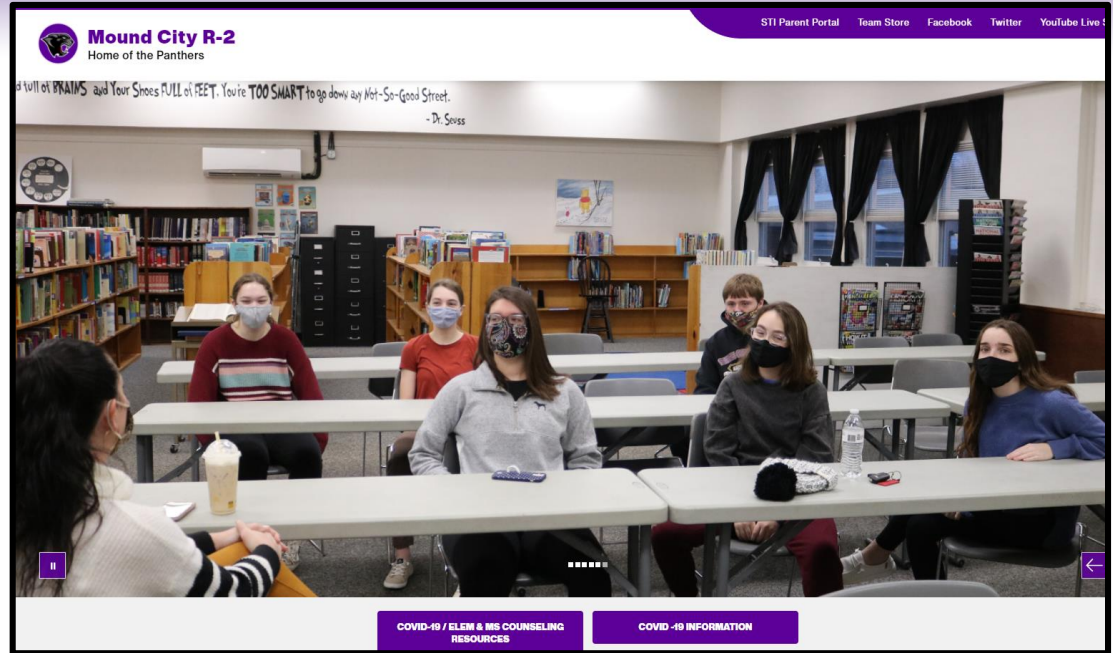 STI Parent Portal Team Store Facebook Twitter YouTube Live
Mound City R-2
Home of the Panthers
full of BRAINS and Your Shoes FULL of FEET. You're TOO SMART to go down any Not-So-Good Street.
- Dr. Seuss
COVID-19 / ELEM & MS COUNSELING
RESOURCES
COVID -19 INFORMATION